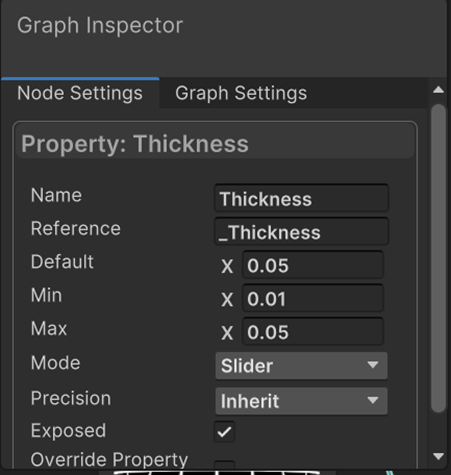 Graph Inspector
Node Settings Graph Settings
Property: Thickness
Name Thickness
Reference _Thickness
Default X 0.05
Min X 0.01
Max X 0.05
Mode Slider
Precision Inherit
Exposed
Override Property